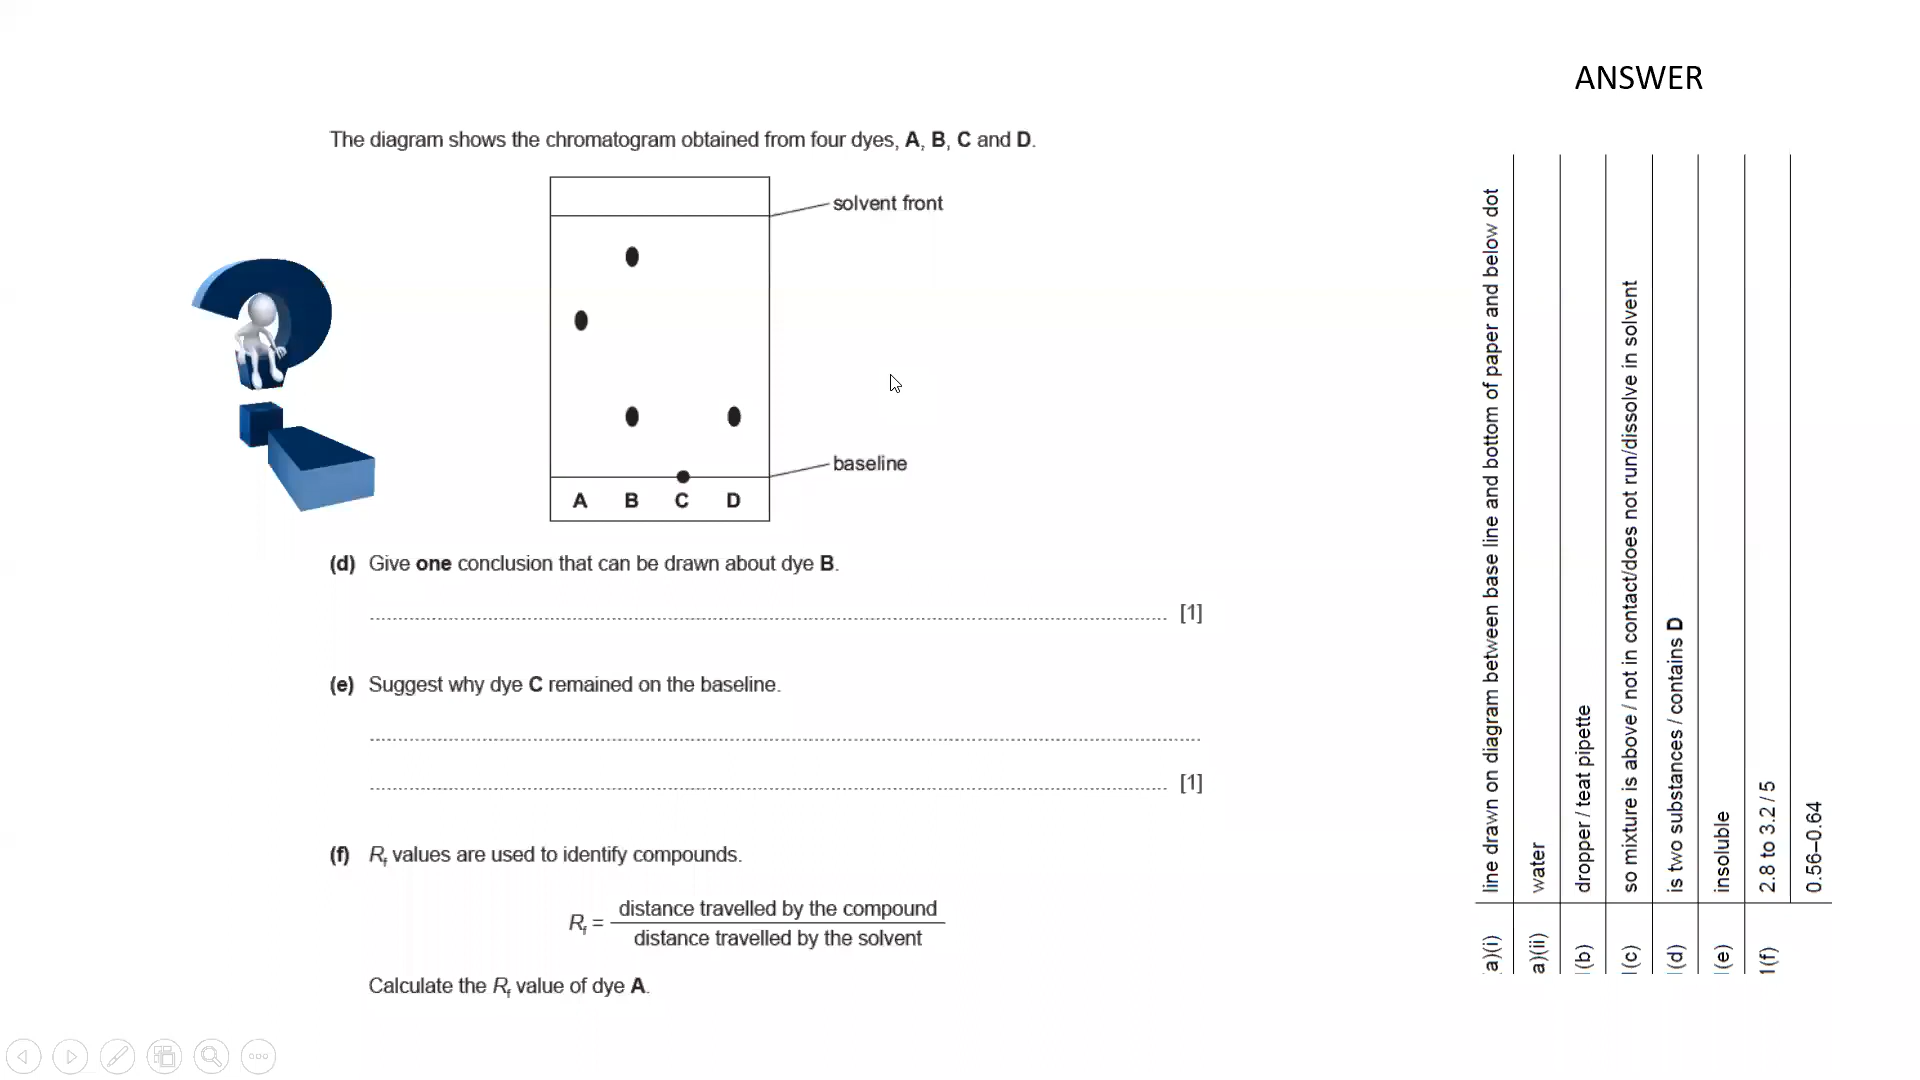 ANSWER
The diagram shows the chromatogram obtained from four dyes, A, B, C and D.
solvent front
baseline
A B C D
(d) Give one conclusion that can be drawn about dye B.
[1]
(e) Suggest why dye C remained on the baseline.
[1]
(f) Rf values are used to identify compounds.
Rf = distance travelled by the compound
distance travelled by the solvent
Calculate the Rf value of dye A.
a)(i) line drawn on diagram between base line and bottom of paper and below dot
a)(ii) water
(b) dropper / teat pipette
(c) so mixture is above / not in contact/does not run/dissolve in solvent
(d) is two substances / contains D
(e) insoluble
1(f) 2.8 to 3.2 / 5
0.56–0.64